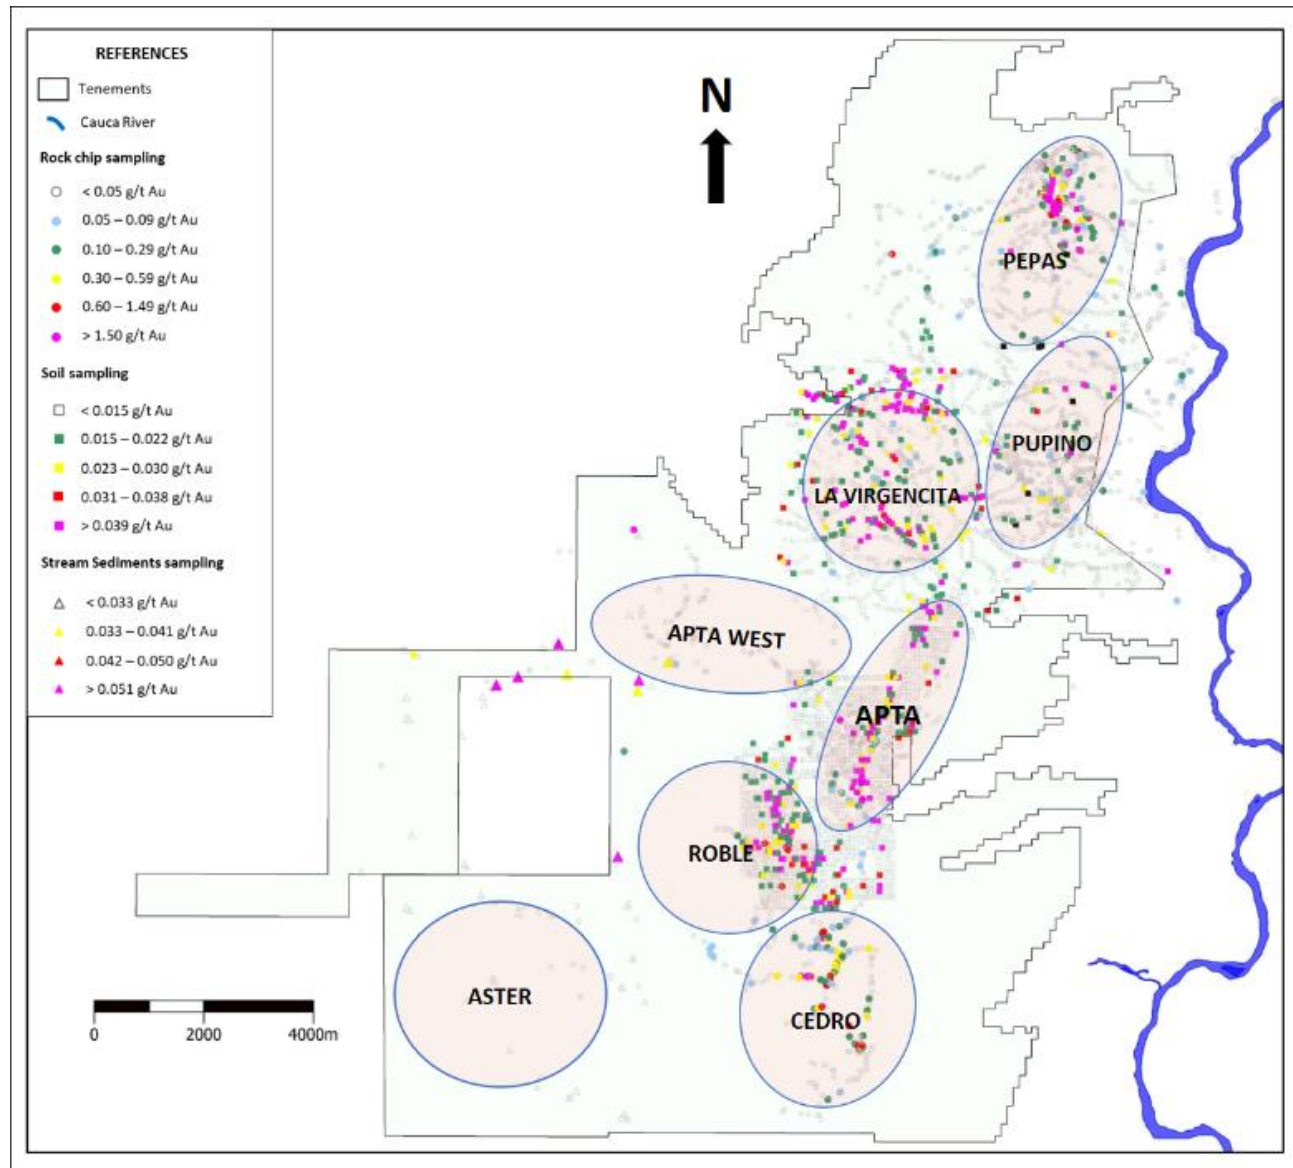 REFERENCES
Tenements
Cauca River
Rock chip sampling
< 0.05 g/t Au
0.05 – 0.09 g/t Au
0.10 – 0.29 g/t Au
0.30 – 0.59 g/t Au
0.60 – 1.49 g/t Au
> 1.50 g/t Au
Soil sampling
< 0.015 g/t Au
0.015 – 0.022 g/t Au
0.023 – 0.030 g/t Au
0.031 – 0.038 g/t Au
> 0.039 g/t Au
Stream Sediments sampling
< 0.033 g/t Au
0.033 – 0.041 g/t Au
0.042 – 0.050 g/t Au
> 0.051 g/t Au
N
PEPAS
PUPINO
LA VIRGENCITA
APTA WEST
APTA
ROBLE
ASTER
CEDRO
0 2000 4000m